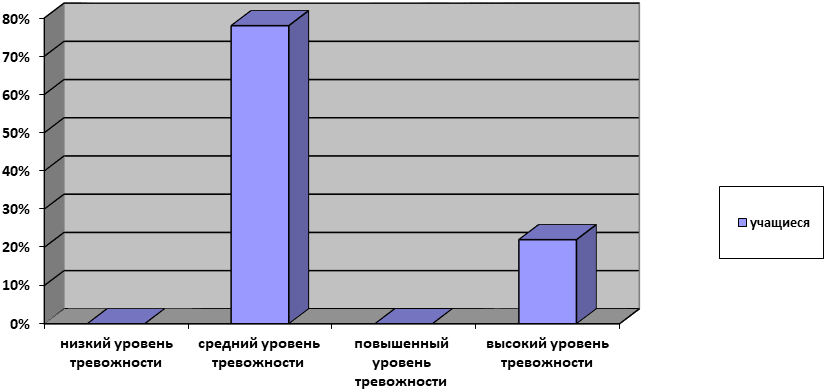 80%
70%
60%
50%
40%
30%
20%
10%
0%
низкий уровень
тревожности
средний уровень
тревожности
повышенный
уровень
тревожности
высокий уровень
тревожности
учащиеся